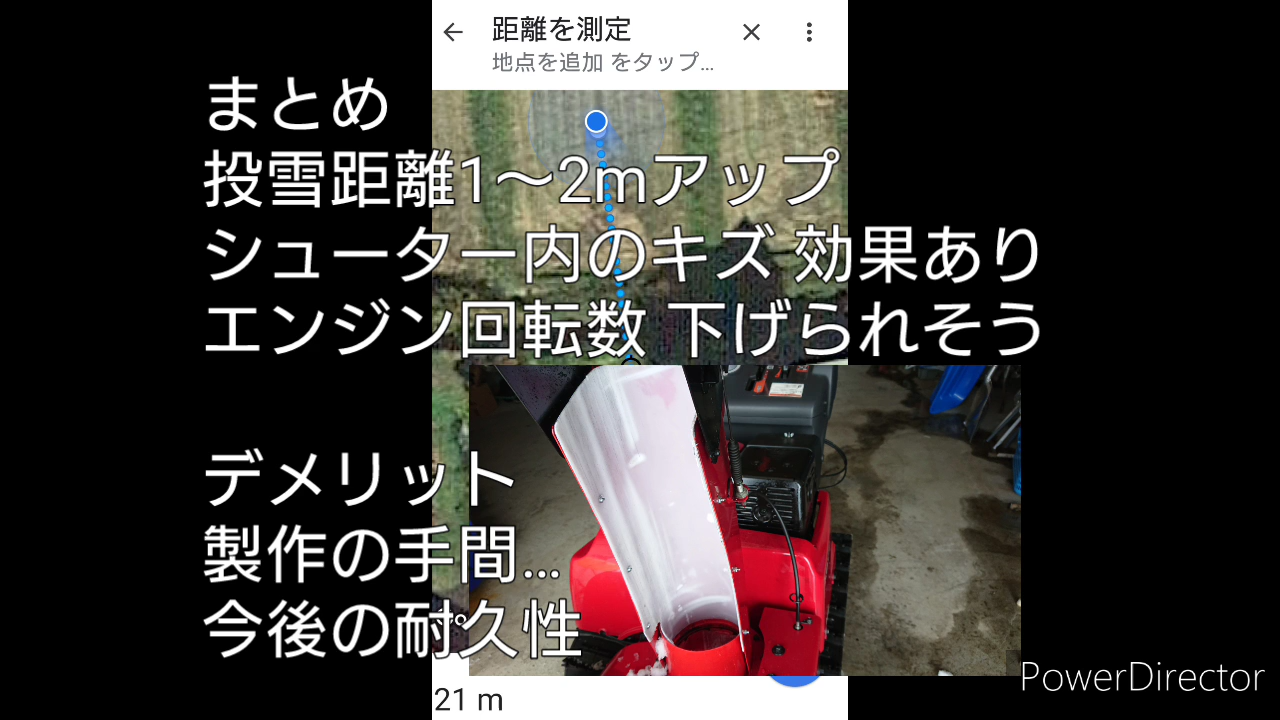 距離を測定
地点を追加 をタップ...
まとめ
投雪距離1～2mアップ
シューター内のキズ 効果あり
エンジン回転数 下げられそう
デメリット
製作の手間...
今後の耐久性
21 m
PowerDirector